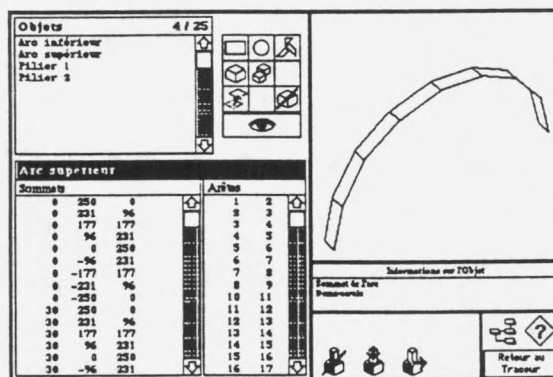 Objets 4 / 25
Arc inférieur
Arc supérieur
Pilier 1
Pilier 2
Arc supérieur
Sommets
0 250 0
0 231 96
0 177 177
0 96 231
0 0 250
0 -96 231
0 -177 177
0 -231 96
0 -250 0
30 250 0
30 231 96
30 177 177
30 96 231
30 0 250
30 -96 231
Arêtes
1 2
2 3
3 4
4 5
5 6
6 7
7 8
8 9
10 11
11 12
12 13
13 14
14 15
15 16
16 17
Informations sur l'Objet
Sommet de l'arc
Demi-cercle
?
Retour au
Traceur